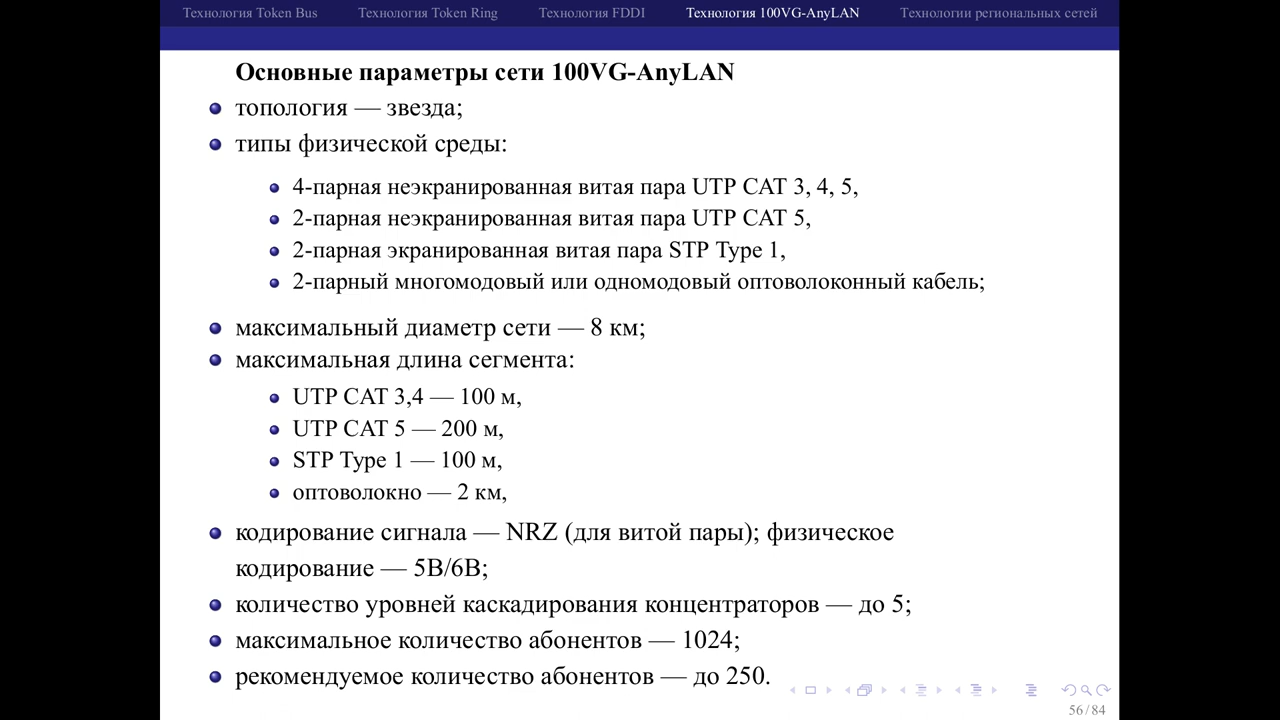 Технология Token Bus Технология Token Ring Технология FDDI Технология 100VG-AnyLAN Технологии региональных сетей
Основные параметры сети 100VG-AnyLAN
топология — звезда;
типы физической среды:
4-парная неэкранированная витая пара UTP CAT 3, 4, 5,
2-парная неэкранированная витая пара UTP CAT 5,
2-парная экранированная витая пара STP Type 1,
2-парный многомодовый или одномодовый оптоволоконный кабель;
максимальный диаметр сети — 8 км;
максимальная длина сегмента:
UTP CAT 3,4 — 100 м,
UTP CAT 5 — 200 м,
STP Type 1 — 100 м,
оптоволокно — 2 км,
кодирование сигнала — NRZ (для витой пары); физическое
кодирование — 5B/6B;
количество уровней каскадирования концентраторов — до 5;
максимальное количество абонентов — 1024;
рекомендуемое количество абонентов — до 250.
56 / 84